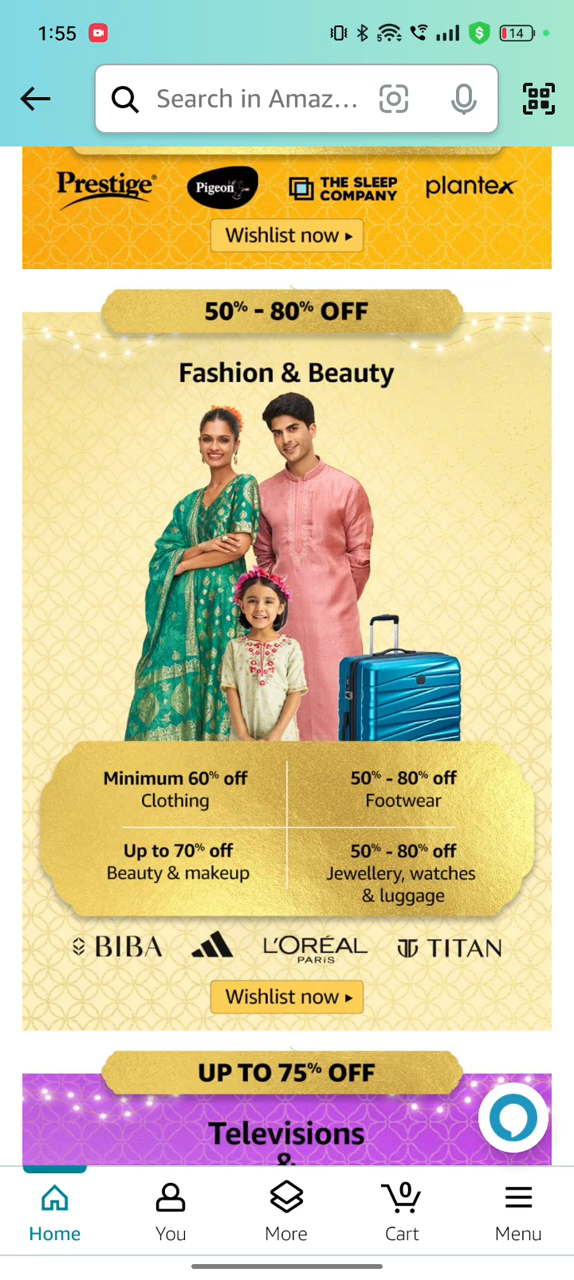 1:55
5
$
14
Search in Amaz...
Prestige®
Pigeon
THE SLEEP
COMPANY
plantex
Wishlist now ▸
50% - 80% OFF
Fashion & Beauty
Minimum 60% off
Clothing
50% - 80% off
Footwear
Up to 70% off
Beauty & makeup
50% - 80% off
Jewellery, watches
& luggage
BIBA
L'ORÉAL
PARIS
TITAN
Wishlist now ▸
UP TO 75% OFF
Televisions
&
0
Home
You
More
Cart
Menu